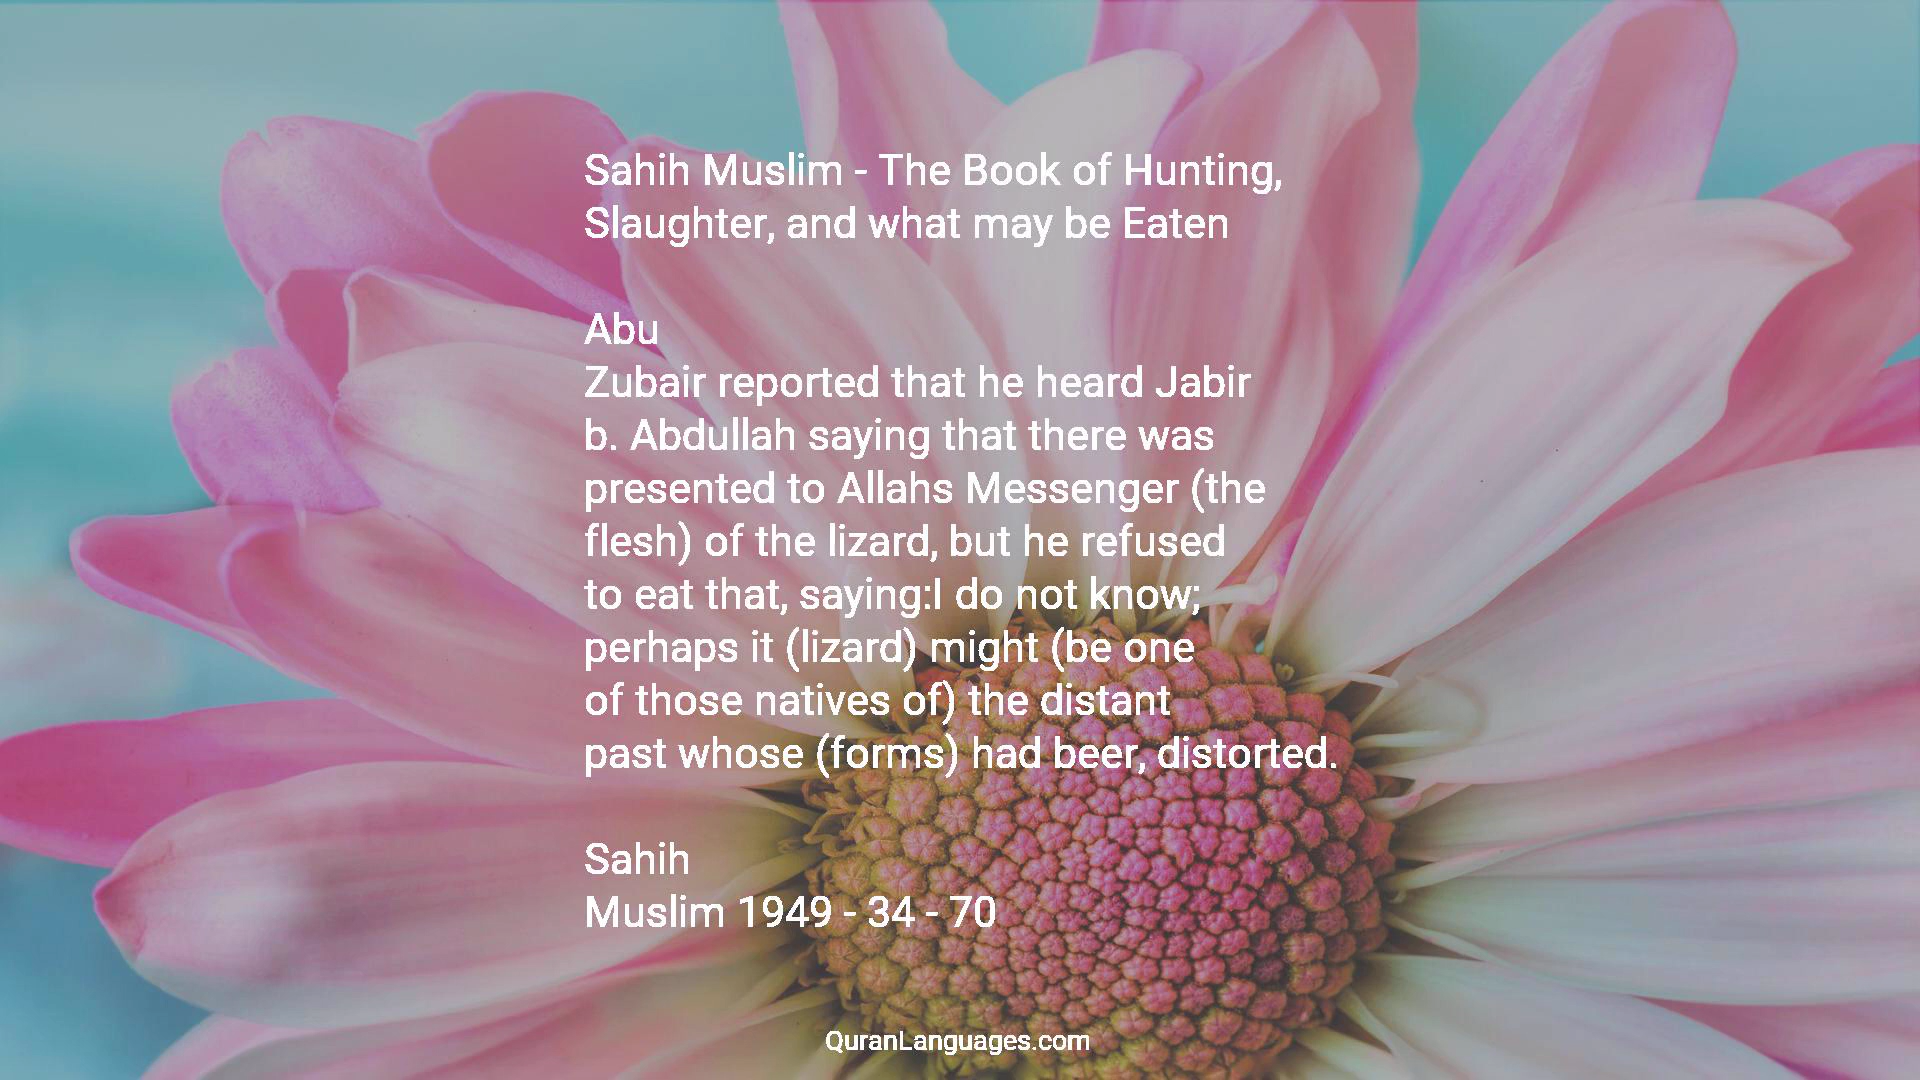 Sahih Muslim - The Book of Hunting,
Slaughter, and what may be Eaten
Abu
Zubair reported that he heard Jabir
b. Abdullah saying that there was
presented to Allahs Messenger (the
flesh) of the lizard, but he refused
to eat that, saying:I do not know;
perhaps it (lizard) might (be one
of those natives of) the distant
past whose (forms) had beer, distorted.
Sahih
Muslim 1949 - 34 - 70
QuranLanguages.com